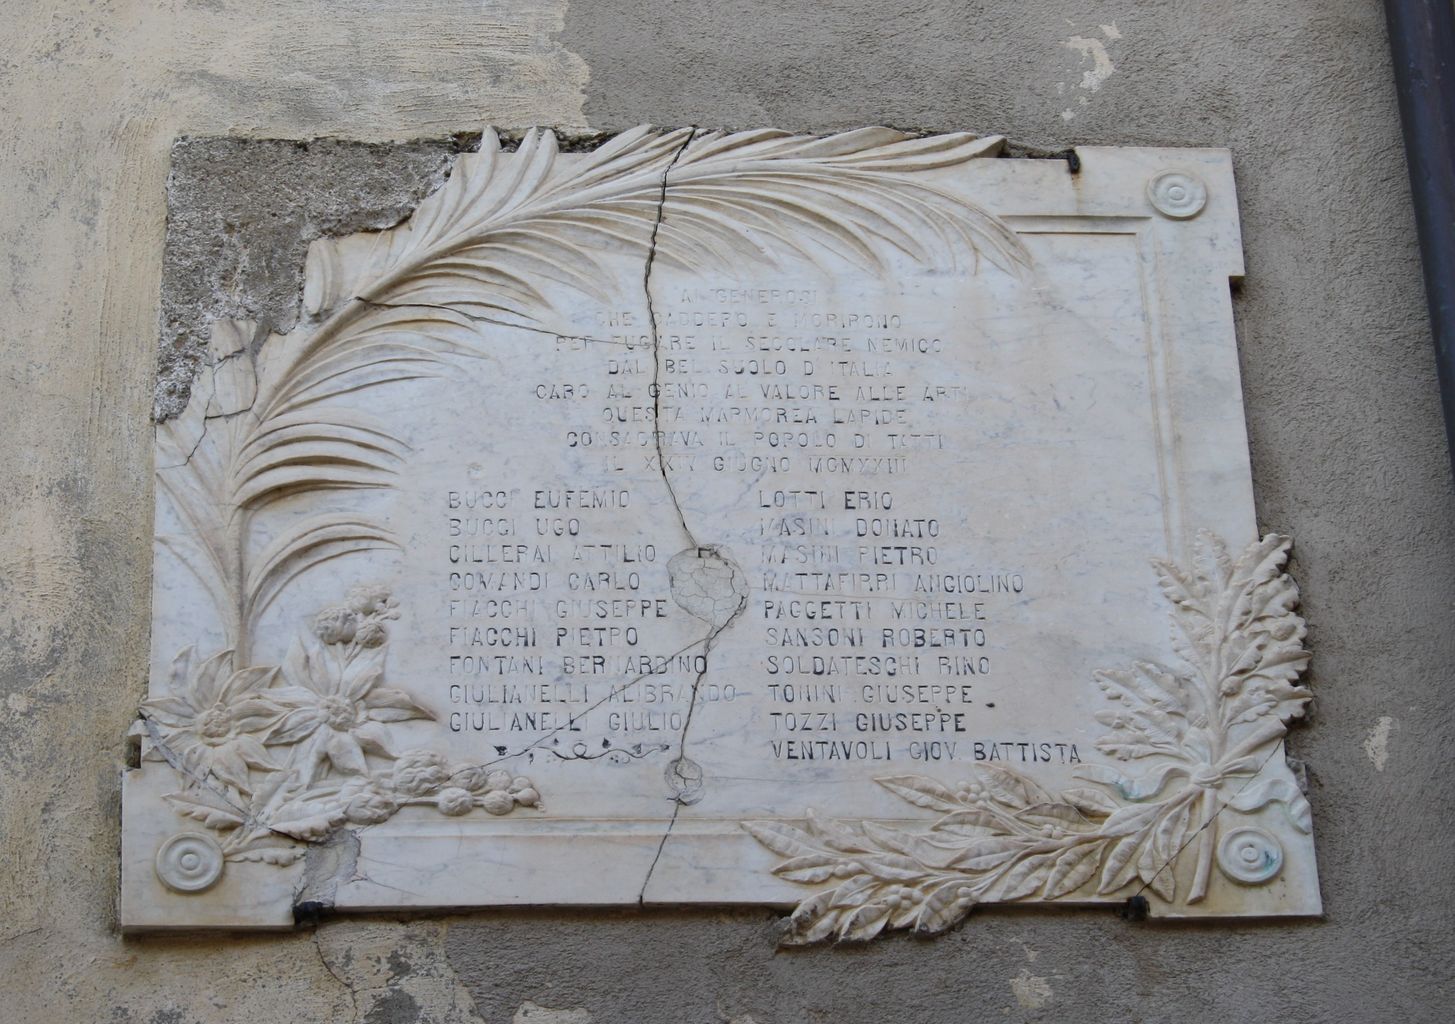 AI GENEROSI
CHE CADDERO E MORIRONO
PER FUGARE IL SECOLARE NEMICO
DAL BEL SUOLO D'ITALIA
CARO AL GENIO AL VALORE ALLE ARTI
QUESTA MARMOREA LAPIDE
CONSACRAVA IL POPOLO DI TATTI
IL XXIV GIUGNO MCMXXIII
BUCCI EUFEMIO
BUCCI UGO
CILLERAI ATTILIO
COMANDI CARLO
FIACCHI GIUSEPPE
FIACCHI PIETRO
FONTANI BERNARDINO
GIULIANELLI ALIBRANDO
GIULIANELLI GIULIO
LOTTI ERIO
MASINI DONATO
MASINI PIETRO
MATTAFIRRI ANGIOLINO
PAGGETTI MICHELE
SANSONI ROBERTO
SOLDATESCHI RINO
TONINI GIUSEPPE
TOZZI GIUSEPPE
VENTAVOLI GIOV. BATTISTA